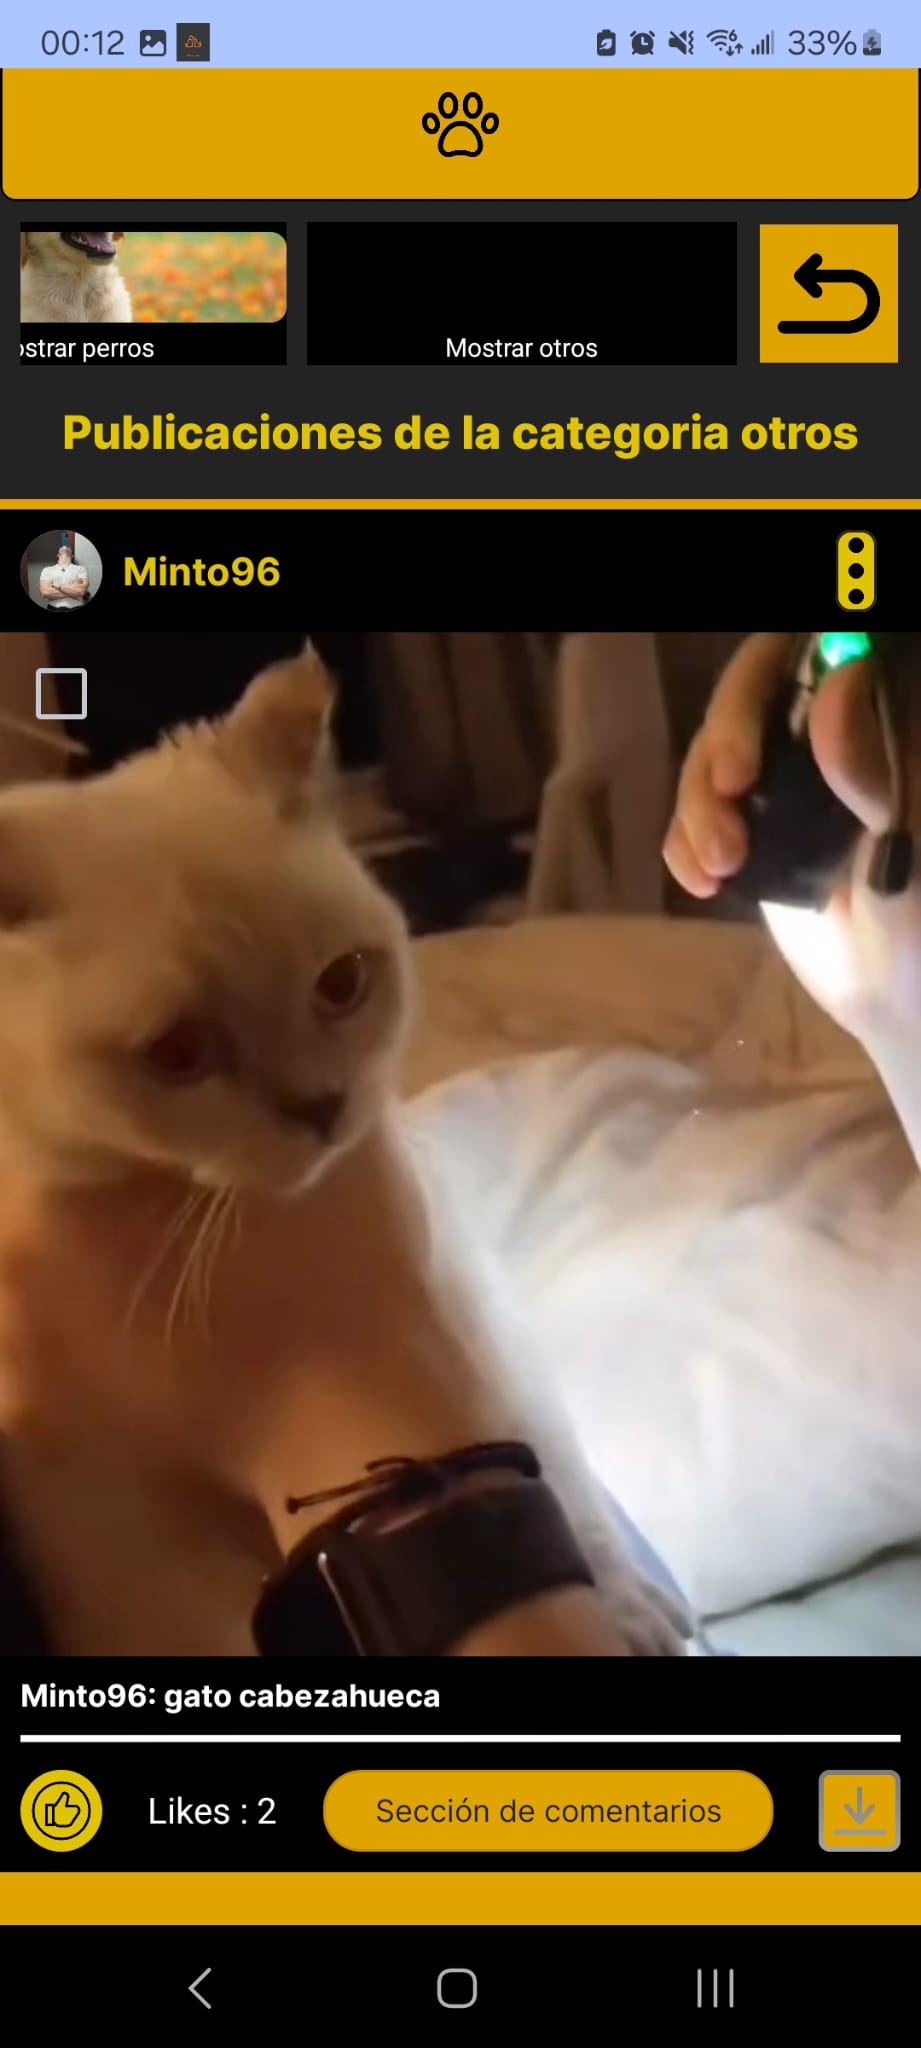 00:12
33%
ostrar perros
Mostrar otros
Publicaciones de la categoria otros
Minto96
Minto96: gato cabezahueca
Likes : 2
Sección de comentarios